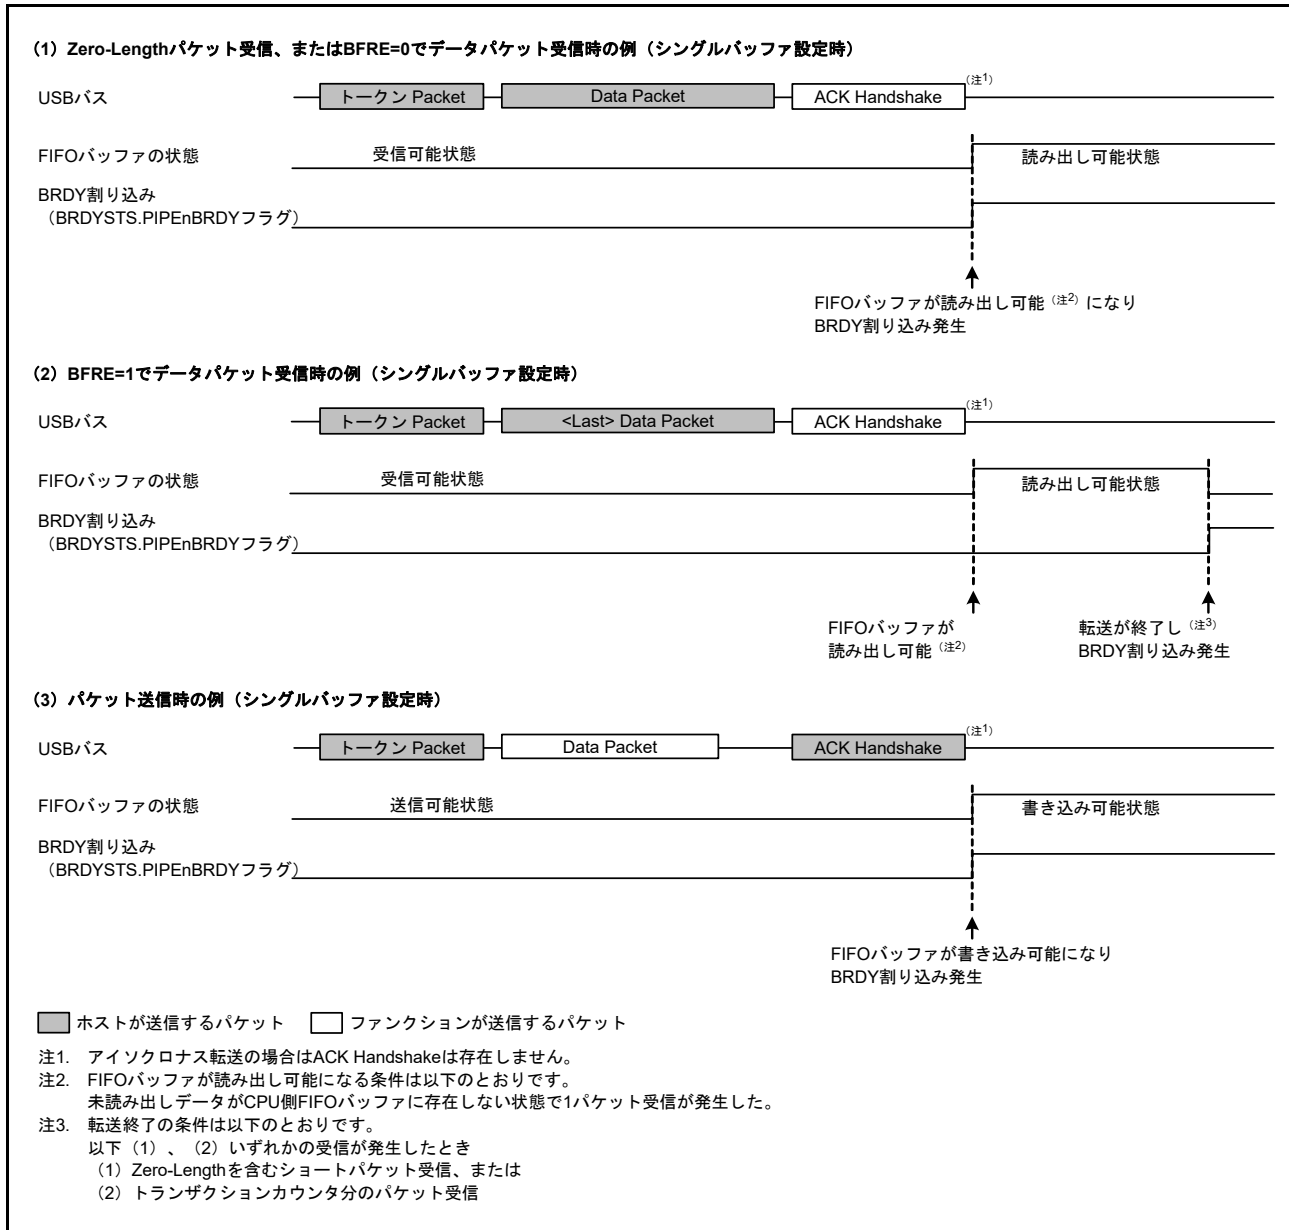 （1）Zero-Lengthパケット受信、またはBFRE=0でデータパケット受信時の例（シングルバッファ設定時）
USBバス
トークン Packet
Data Packet
ACK Handshake
（注1）
FIFOバッファの状態
受信可能状態
読み出し可能状態
BRDY割り込み
（BRDYSTS.PIPEnBRDYフラグ）
FIFOバッファが読み出し可能（注2）になり
BRDY割り込み発生
（2）BFRE=1でデータパケット受信時の例（シングルバッファ設定時）
USBバス
トークン Packet
<Last> Data Packet
ACK Handshake
（注1）
FIFOバッファの状態
受信可能状態
読み出し可能状態
BRDY割り込み
（BRDYSTS.PIPEnBRDYフラグ）
FIFOバッファが
読み出し可能（注2）
転送が終了し（注3）
BRDY割り込み発生
（3）パケット送信時の例（シングルバッファ設定時）
USBバス
トークン Packet
Data Packet
ACK Handshake
（注1）
FIFOバッファの状態
送信可能状態
書き込み可能状態
BRDY割り込み
（BRDYSTS.PIPEnBRDYフラグ）
FIFOバッファが書き込み可能になり
BRDY割り込み発生
ホストが送信するパケット
ファンクションが送信するパケット
注1. アイソクロナス転送の場合はACK Handshakeは存在しません。
注2. FIFOバッファが読み出し可能になる条件は以下のとおりです。
未読み出しデータがCPU側FIFOバッファに存在しない状態で1パケット受信が発生した。
注3. 転送終了の条件は以下のとおりです。
以下（1）、（2）いずれかの受信が発生したとき
（1）Zero-Lengthを含むショートパケット受信、または
（2）トランザクションカウンタ分のパケット受信